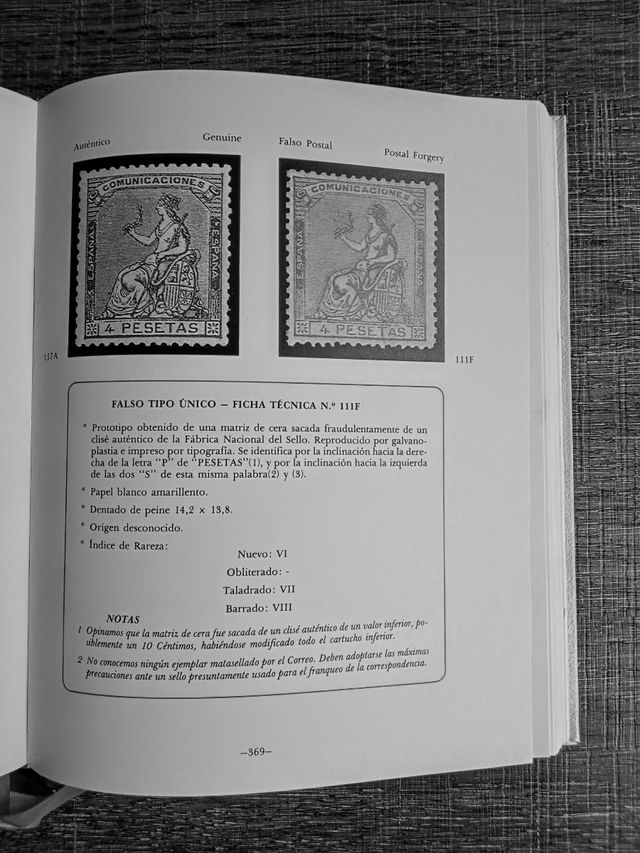 Auténtico Genuine
Falso Postal Postal Forgery
COMUNICACIONES
ESPAÑA
ESPAÑA
4 PESETAS
COMUNICACIONES
ESPAÑA
ESPAÑA
4 PESETAS
137A
111F
FALSO TIPO ÚNICO — FICHA TÉCNICA N.º 111F
* Prototipo obtenido de una matriz de cera sacada fraudulentamente de un
clisé auténtico de la Fábrica Nacional del Sello. Reproducido por galvano-
plastia e impreso por tipografía. Se identifica por la inclinación hacia la dere-
cha de la letra “P” de “PESETAS”(1), y por la inclinación hacia la izquierda
de las dos “S” de esta misma palabra(2) y (3).
* Papel blanco amarillento.
* Dentado de peine 14,2 × 13,8.
* Origen desconocido.
* Índice de Rareza:
Nuevo: VI
Obliterado: -
Taladrado: VII
Barrado: VIII
NOTAS
1 Opinamos que la matriz de cera fue sacada de un clisé auténtico de un valor inferior, po-
siblemente un 10 Céntimos, habiéndose modificado todo el cartucho inferior.
2 No conocemos ningún ejemplar matasellado por el Correo. Deben adoptarse las máximas
precauciones ante un sello presuntamente usado para el franqueo de la correspondencia.
—369—